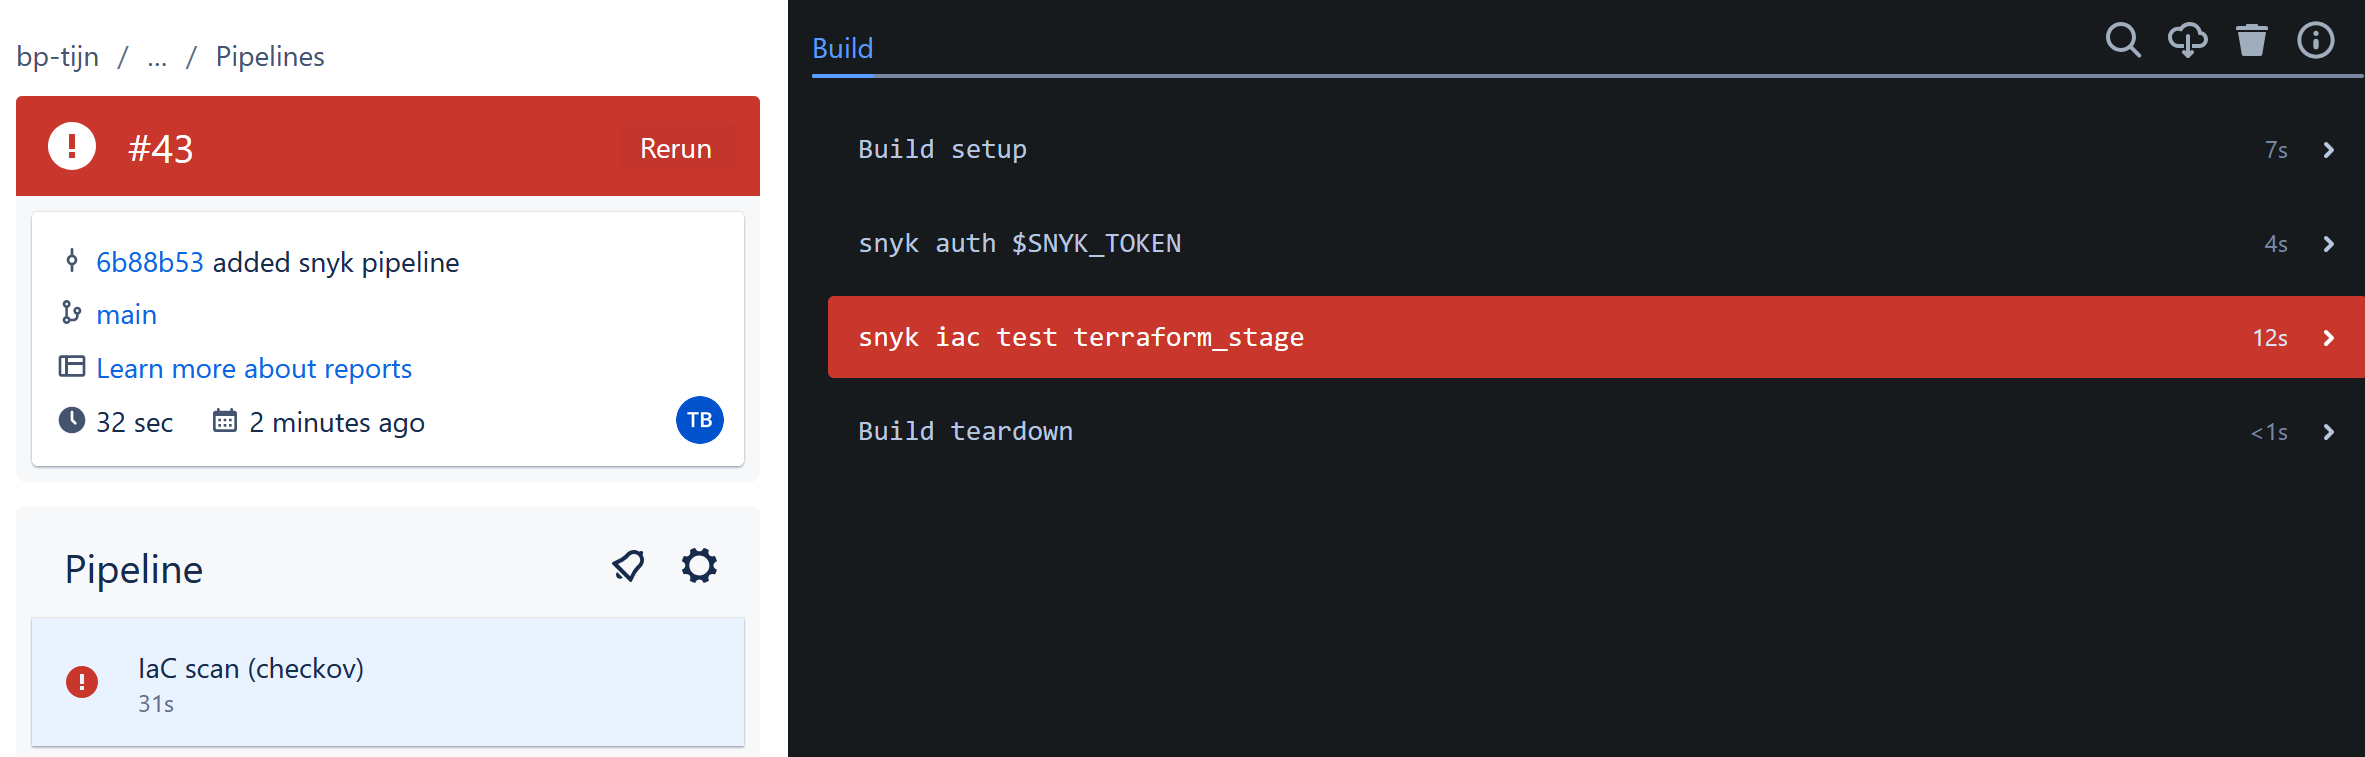 bp-tijn / ... / Pipelines
#43
Rerun
6b88b53 added snyk pipeline
main
Learn more about reports
32 sec 2 minutes ago
TB
Pipeline
IaC scan (checkov)
31s
Build
Build setup 7s
snyk auth $SNYK_TOKEN 4s
snyk iac test terraform_stage 12s
Build teardown <1s